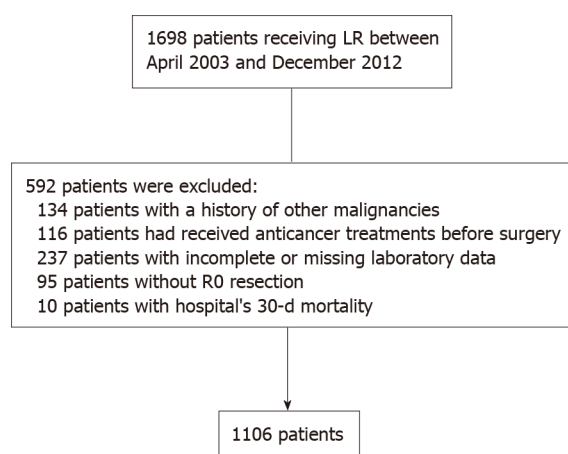 1698 patients receiving LR between
April 2003 and December 2012
592 patients were excluded:
134 patients with a history of other malignancies
116 patients had received anticancer treatments before surgery
237 patients with incomplete or missing laboratory data
95 patients without R0 resection
10 patients with hospital's 30-d mortality
1106 patients